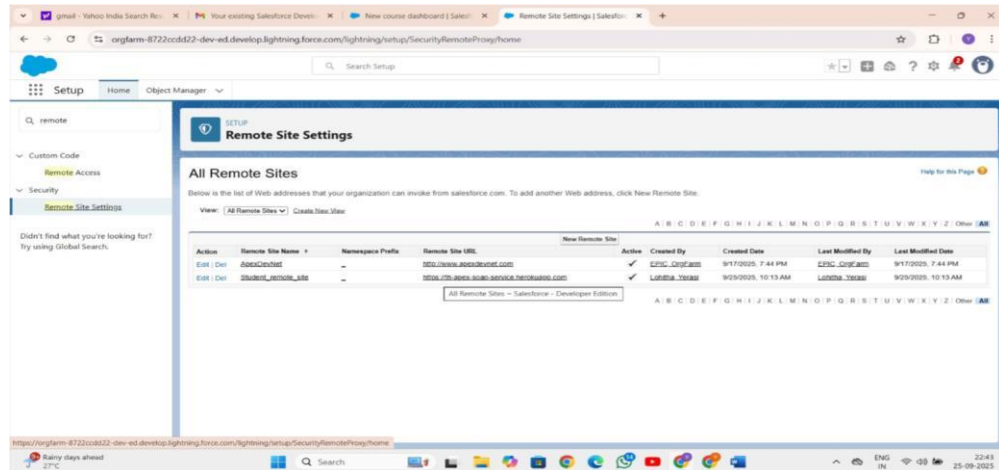 gmail - Yahoo India Search Res
Your existing Salesforce Develo
New course dashboard | Salesf
Remote Site Settings | Salesfor
orgfarm-8722ccdd22-dev-ed.develop.lightning.force.com/lightning/setup/SecurityRemoteProxy/home
Search Setup
Setup Home Object Manager
remote
SETUP
Remote Site Settings
Custom Code
Remote Access
Security
Remote Site Settings
Didn't find what you're looking for?
Try using Global Search.
All Remote Sites
Help for this Page
Below is the list of Web addresses that your organization can invoke from salesforce.com. To add another Web address, click New Remote Site.
View: All Remote Sites Create New View
A | B | C | D | E | F | G | H | I | J | K | L | M | N | O | P | Q | R | S | T | U | V | W | X | Y | Z | Other | All
New Remote Site
Action Remote Site Name ↑ Namespace Prefix Remote Site URL Active Created By Created Date Last Modified By Last Modified Date
Edit | Del ApexDevNet http://www.apexdevnet.com ✓ EPIC, OrgFarm 9/17/2025, 7:44 PM EPIC, OrgFarm 9/17/2025, 7:44 PM
Edit | Del Student_remote_site https://th-apex-soap-service.herokuapp.com ✓ Lohitha, Yerasi 9/25/2025, 10:13 AM Lohitha, Yerasi 9/25/2025, 10:13 AM
All Remote Sites ~ Salesforce - Developer Edition
A | B | C | D | E | F | G | H | I | J | K | L | M | N | O | P | Q | R | S | T | U | V | W | X | Y | Z | Other | All
https://orgfarm-8722ccdd22-dev-ed.develop.lightning.force.com/lightning/setup/SecurityRemoteProxy/home
Rainy days ahead
27°C
Search
ENG
IN
22:43
25-09-2025